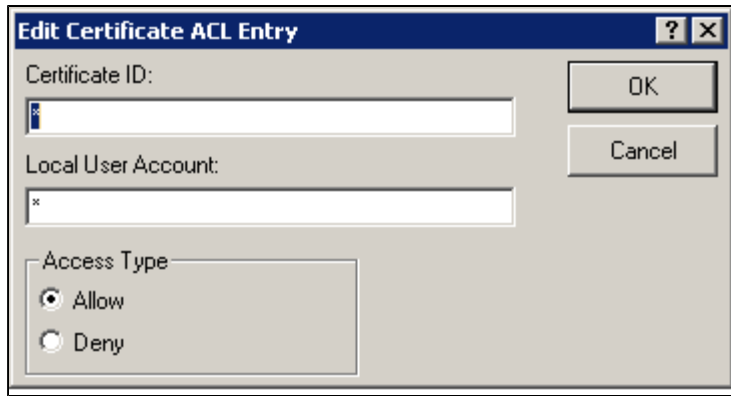 Edit Certificate ACL Entry
Certificate ID:
*
OK
Cancel
Local User Account:
*
Access Type
Allow
Deny